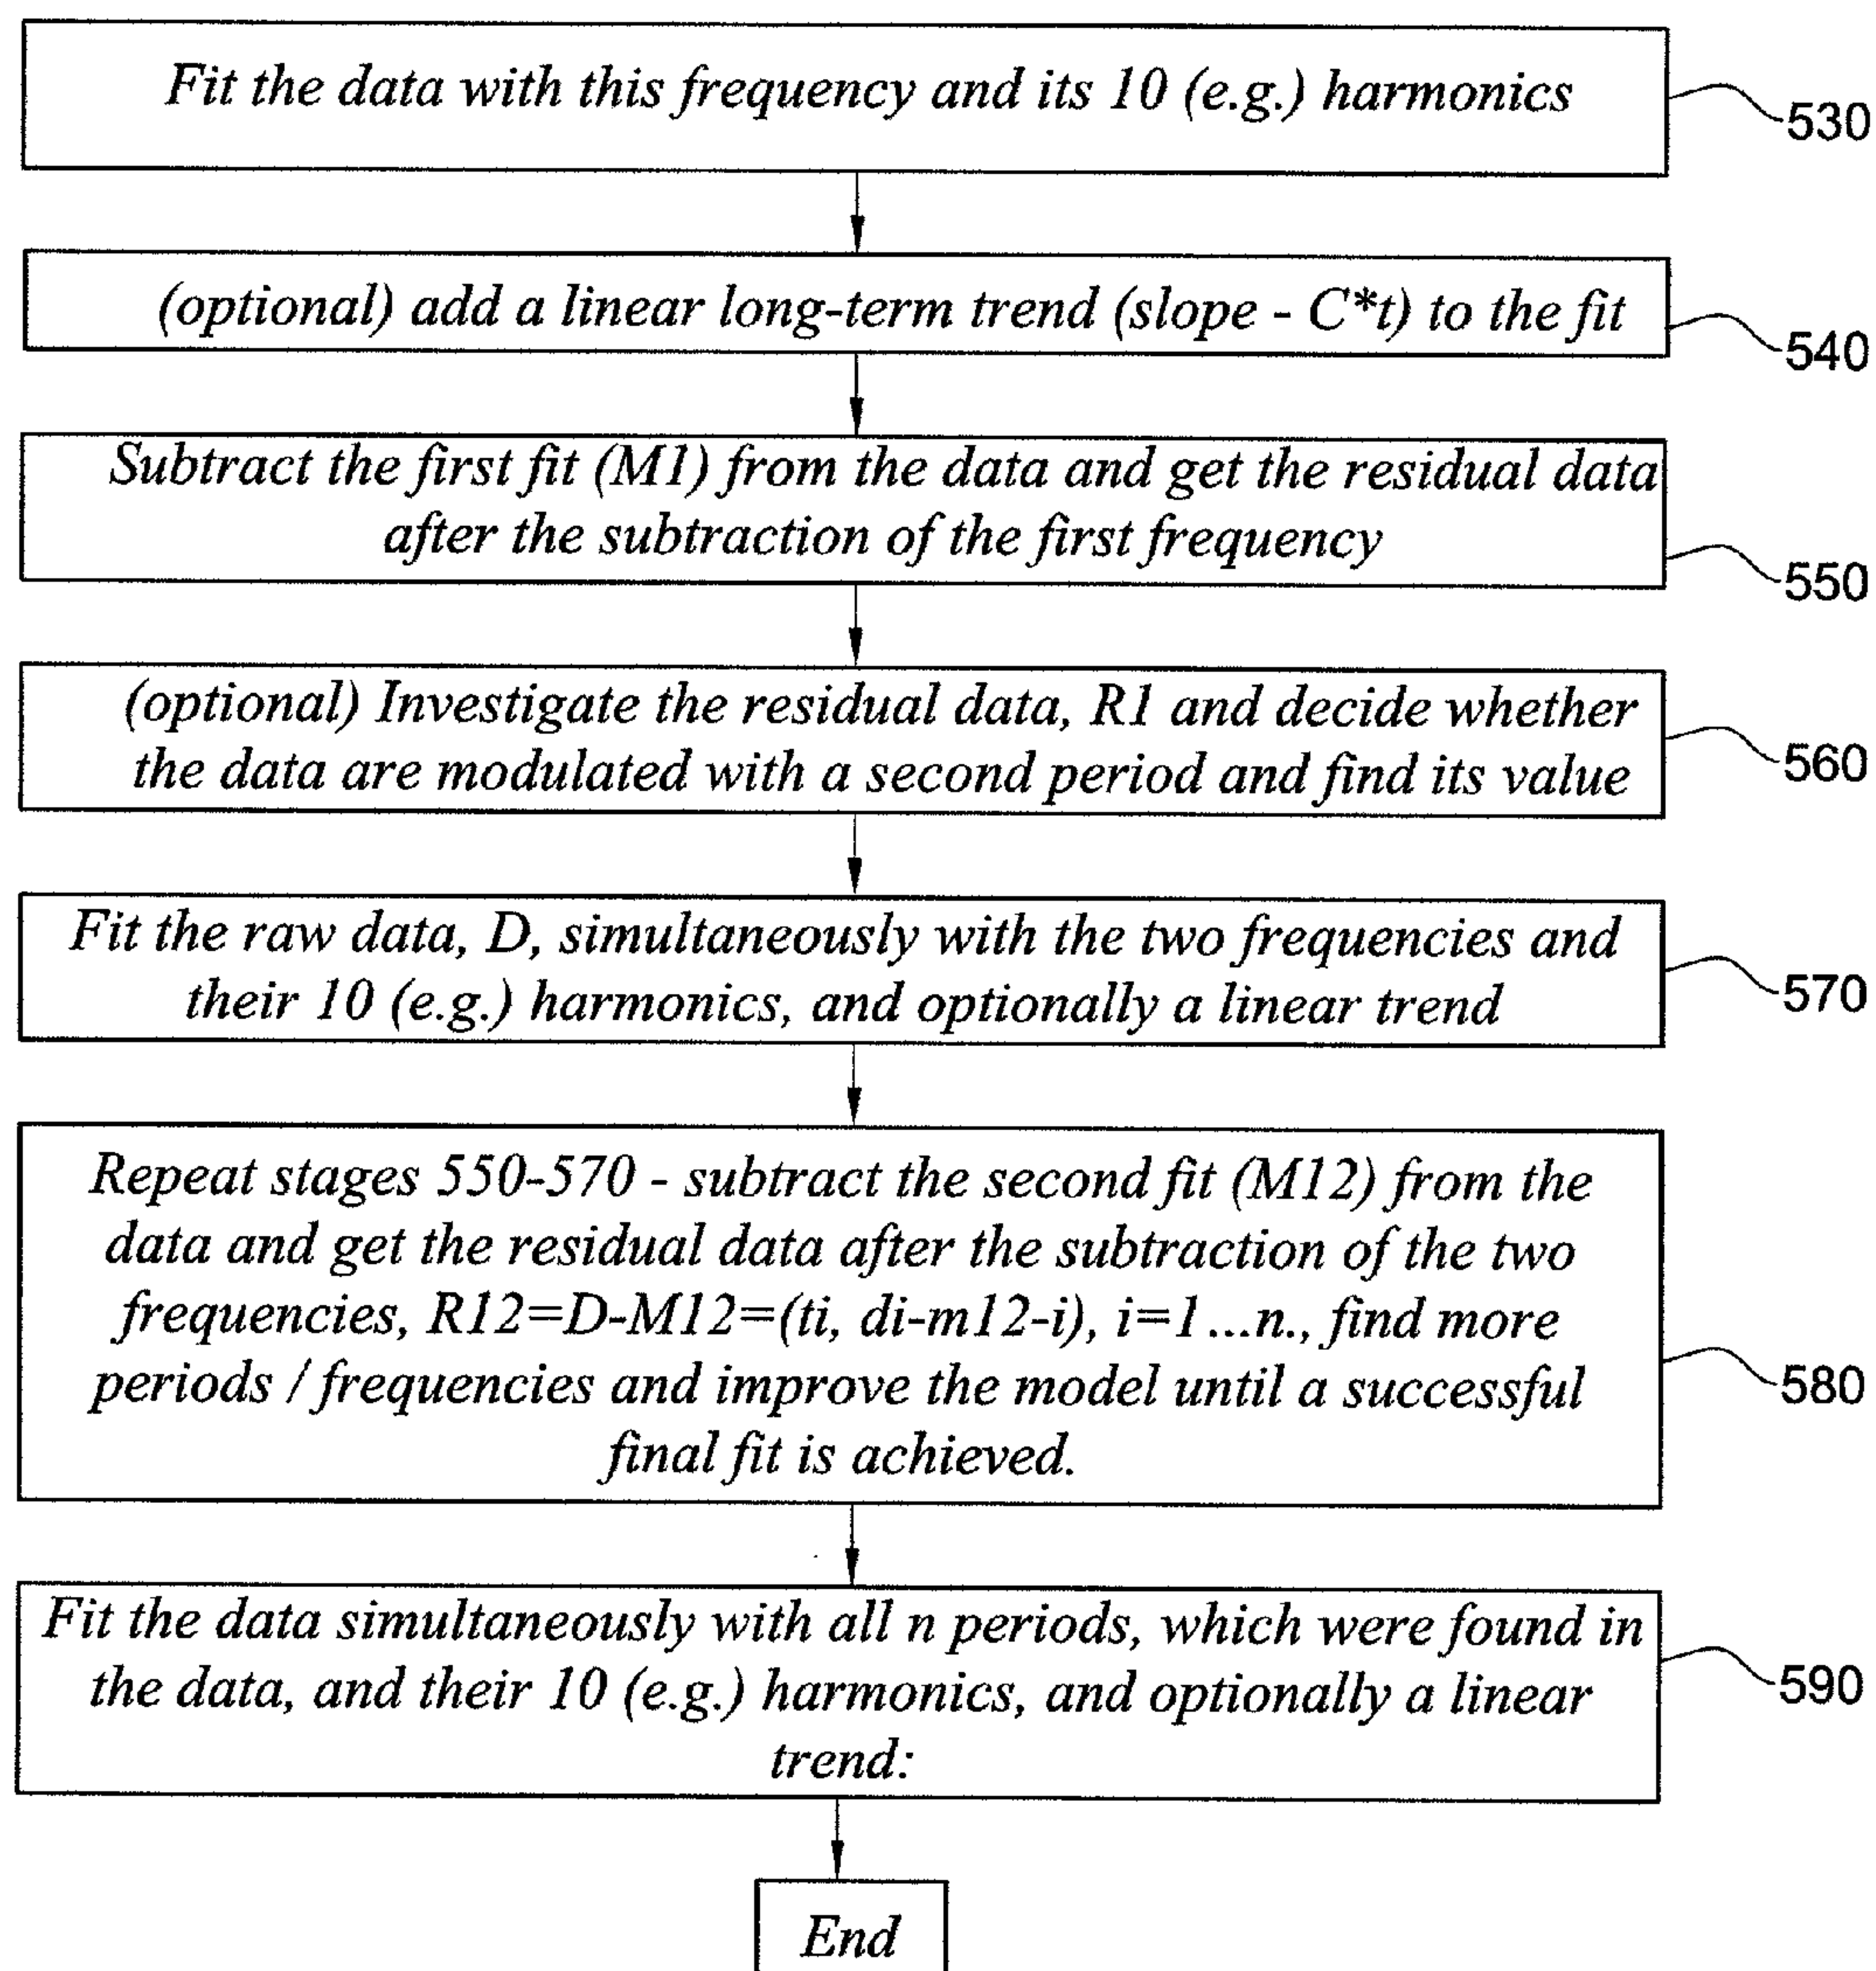 Fit the data with this frequency and its 10 (e.g.) harmonics
530
(optional) add a linear long-term trend (slope - C*t) to the fit
540
Subtract the first fit (M1) from the data and get the residual data
after the subtraction of the first frequency
550
(optional) Investigate the residual data, R1 and decide whether
the data are modulated with a second period and find its value
560
Fit the raw data, D, simultaneously with the two frequencies and
their 10 (e.g.) harmonics, and optionally a linear trend
570
Repeat stages 550-570 - subtract the second fit (M12) from the
data and get the residual data after the subtraction of the two
frequencies, R12=D-M12=(ti, di-m12-i), i=1...n., find more
periods / frequencies and improve the model until a successful
final fit is achieved.
580
Fit the data simultaneously with all n periods, which were found in
the data, and their 10 (e.g.) harmonics, and optionally a linear
trend:
590
End